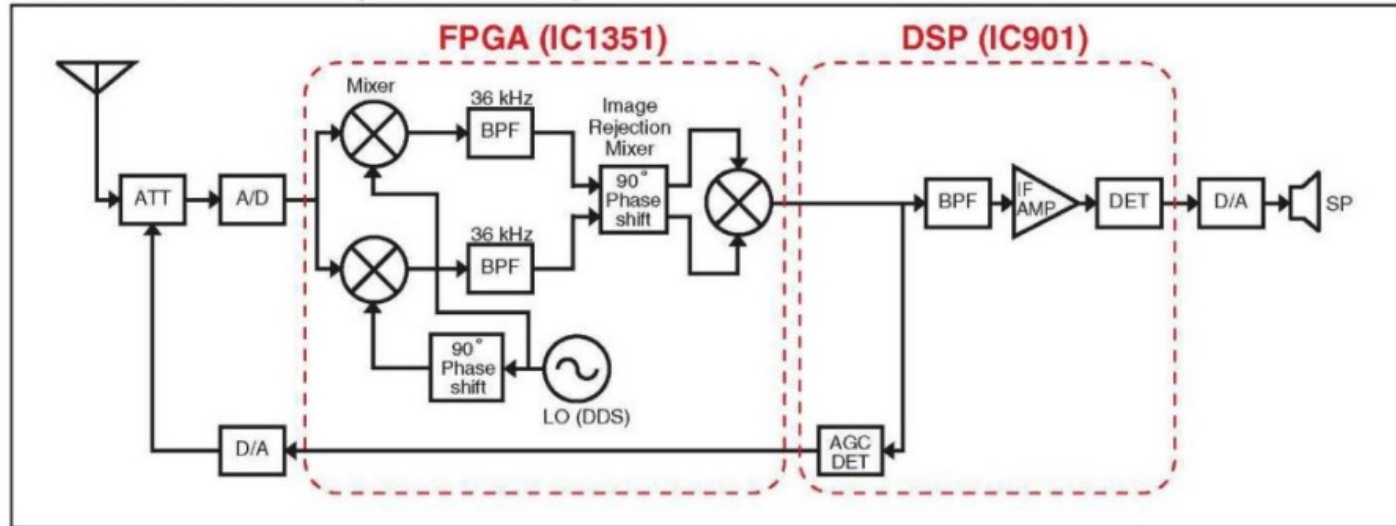 FPGA (IC1351)
DSP (IC901)
Mixer
36 kHz
BPF
Image
Rejection
Mixer
90°
Phase
shift
ATT
A/D
BPF
IF
AMP
DET
D/A
SP
36 kHz
BPF
90°
Phase
shift
LO (DDS)
D/A
AGC
DET